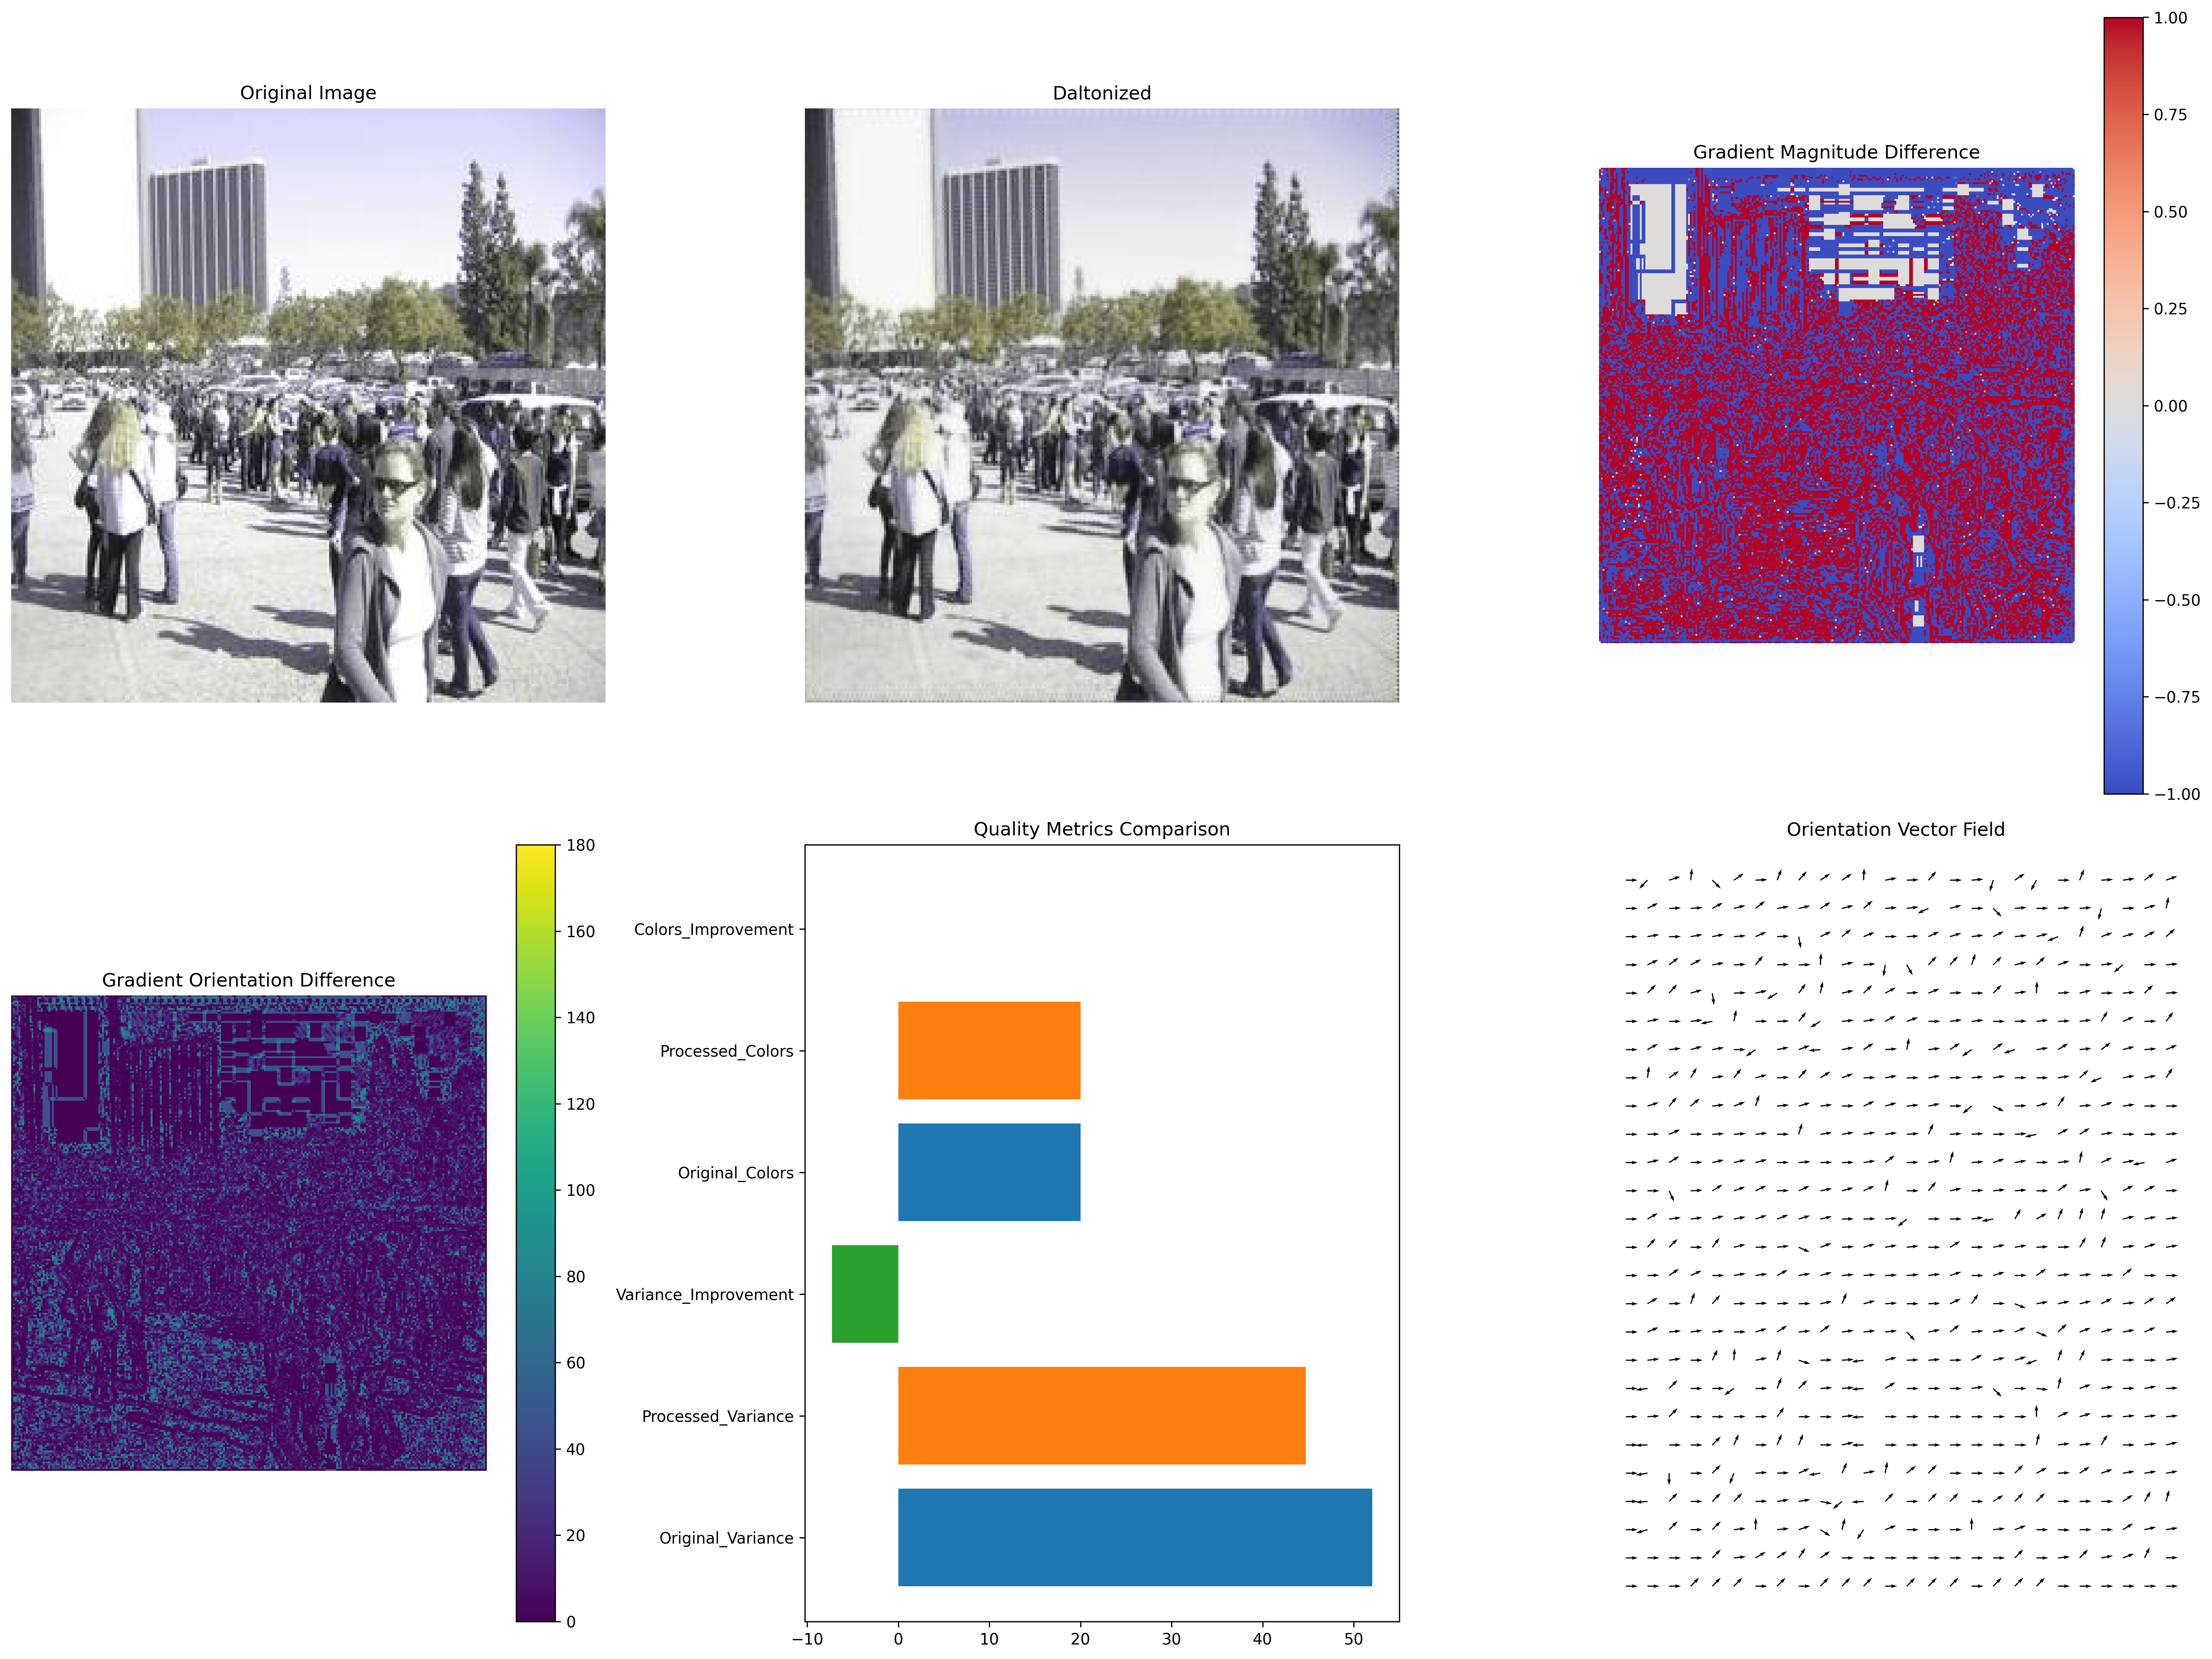 Original Image
Daltonized
Gradient Magnitude Difference
1.00
0.75
0.50
0.25
0.00
−0.25
−0.50
−0.75
−1.00
Gradient Orientation Difference
180
160
140
120
100
80
60
40
20
0
Quality Metrics Comparison
Colors_Improvement
Processed_Colors
Original_Colors
Variance_Improvement
Processed_Variance
Original_Variance
−10 0 10 20 30 40 50
Orientation Vector Field